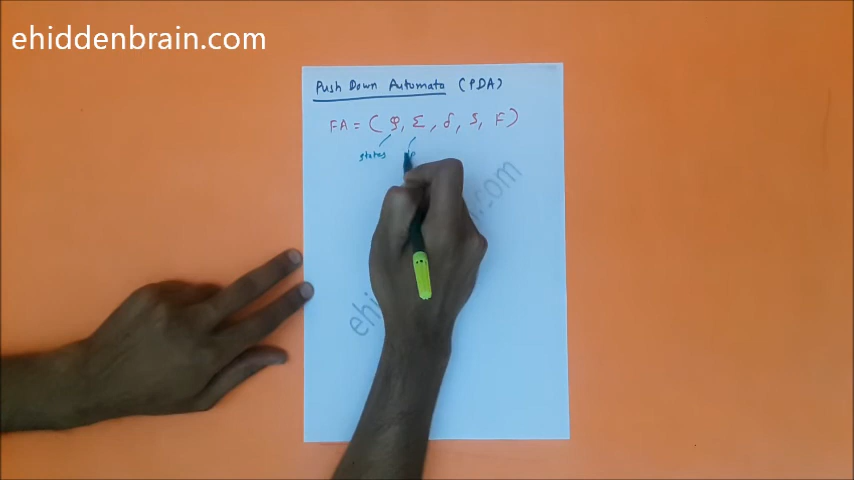 ehiddenbrain.com
Push Down Automata (PDA)
FA = ( Q, Σ, δ, S, F )
states